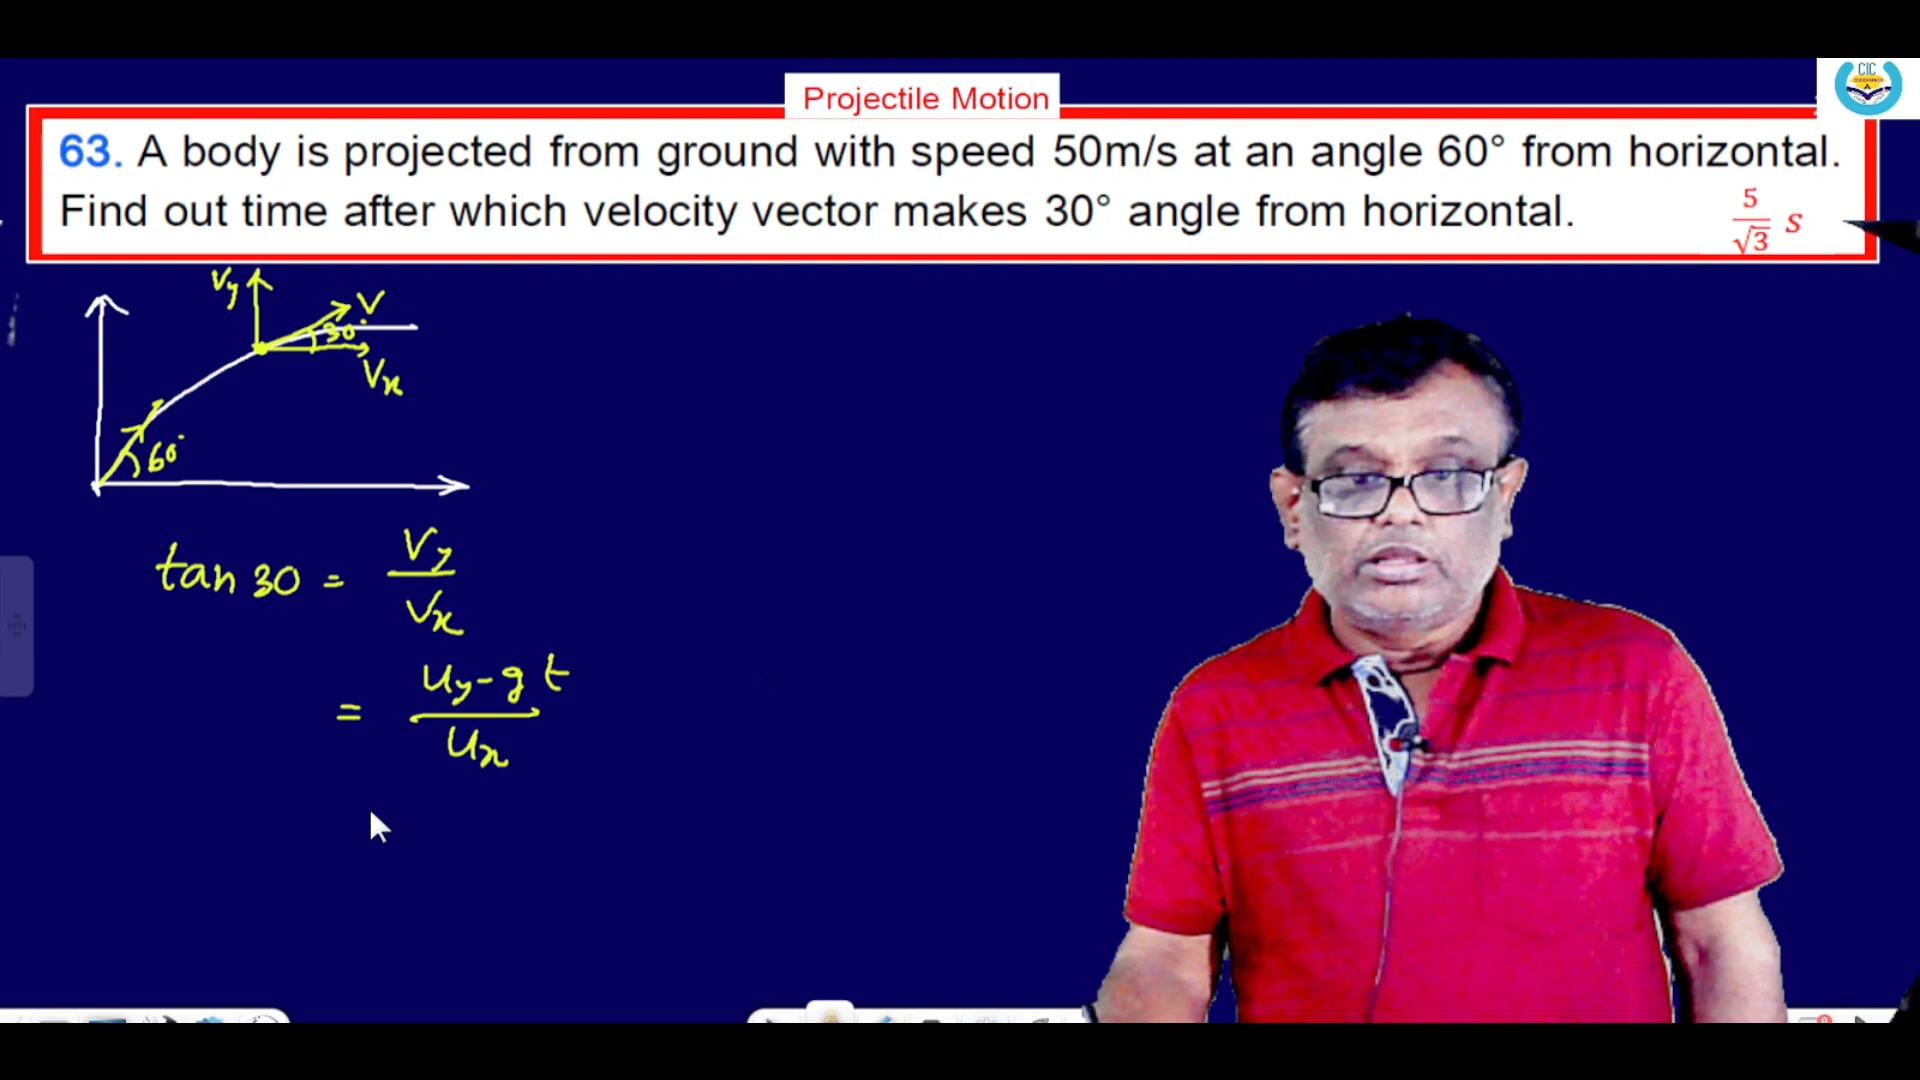 CIC
Projectile Motion
63. A body is projected from ground with speed 50m/s at an angle 60° from horizontal.
Find out time after which velocity vector makes 30° angle from horizontal. 5/√3 s
Vy
V
30°
Vx
60°
tan 30 = Vy/Vx
= uy-gt/ux